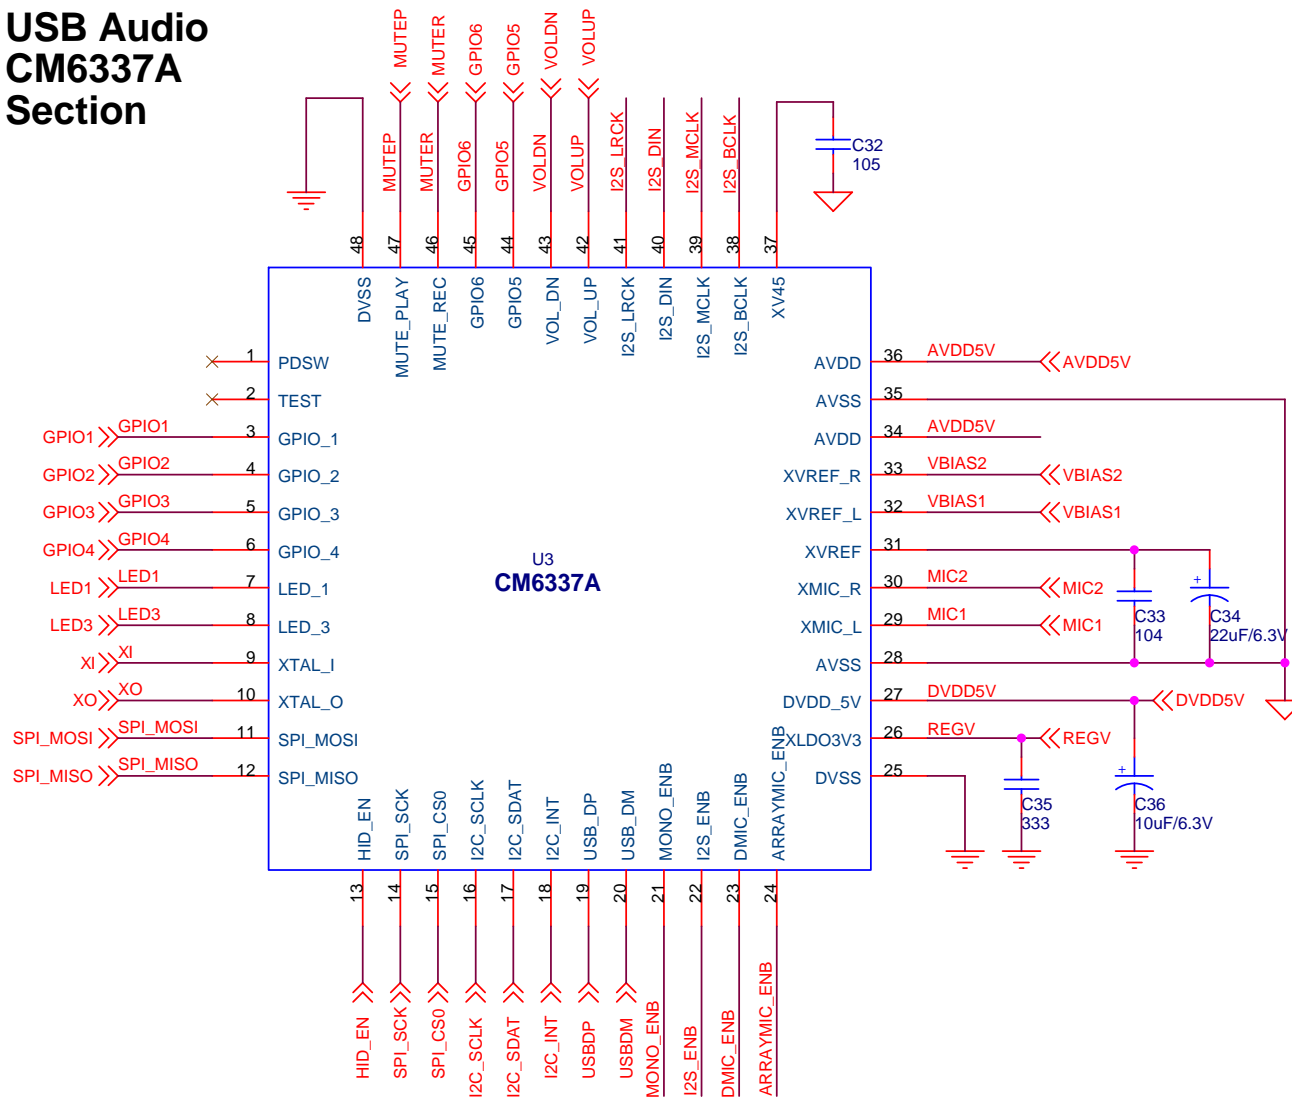 USB Audio
CM6337A
Section
MUTEP
MUTER
GPIO6
GPIO5
VOLDN
VOLUP
MUTEP
MUTER
GPIO6
GPIO5
VOLDN
VOLUP
I2S_LRCK
I2S_DIN
I2S_MCLK
I2S_BCLK
C32
105
48
47
46
45
44
43
42
41
40
39
38
37
DVSS
MUTE_PLAY
MUTE_REC
GPIO6
GPIO5
VOL_DN
VOL_UP
I2S_LRCK
I2S_DIN
I2S_MCLK
I2S_BCLK
XV45
1 PDSW
2 TEST
GPIO1 GPIO1 3 GPIO_1
GPIO2 GPIO2 4 GPIO_2
GPIO3 GPIO3 5 GPIO_3
GPIO4 GPIO4 6 GPIO_4
LED1 LED1 7 LED_1
LED3 LED3 8 LED_3
XI XI 9 XTAL_I
XO XO 10 XTAL_O
SPI_MOSI SPI_MOSI 11 SPI_MOSI
SPI_MISO SPI_MISO 12 SPI_MISO
U3
CM6337A
AVDD 36 AVDD5V AVDD5V
AVSS 35
AVDD 34 AVDD5V
XVREF_R 33 VBIAS2 VBIAS2
XVREF_L 32 VBIAS1 VBIAS1
XVREF 31
XMIC_R 30 MIC2 MIC2
XMIC_L 29 MIC1 MIC1
AVSS 28
DVDD_5V 27 DVDD5V DVDD5V
XLDO3V3 26 REGV REGV
DVSS 25
C33
104
+
C34
22uF/6.3V
C35
333
+
C36
10uF/6.3V
HID_EN
SPI_SCK
SPI_CS0
I2C_SCLK
I2C_SDAT
I2C_INT
USB_DP
USB_DM
MONO_ENB
I2S_ENB
DMIC_ENB
ARRAYMIC_ENB
13
14
15
16
17
18
19
20
21
22
23
24
HID_EN
SPI_SCK
SPI_CS0
I2C_SCLK
I2C_SDAT
I2C_INT
USBDP
USBDM
MONO_ENB
I2S_ENB
DMIC_ENB
ARRAYMIC_ENB